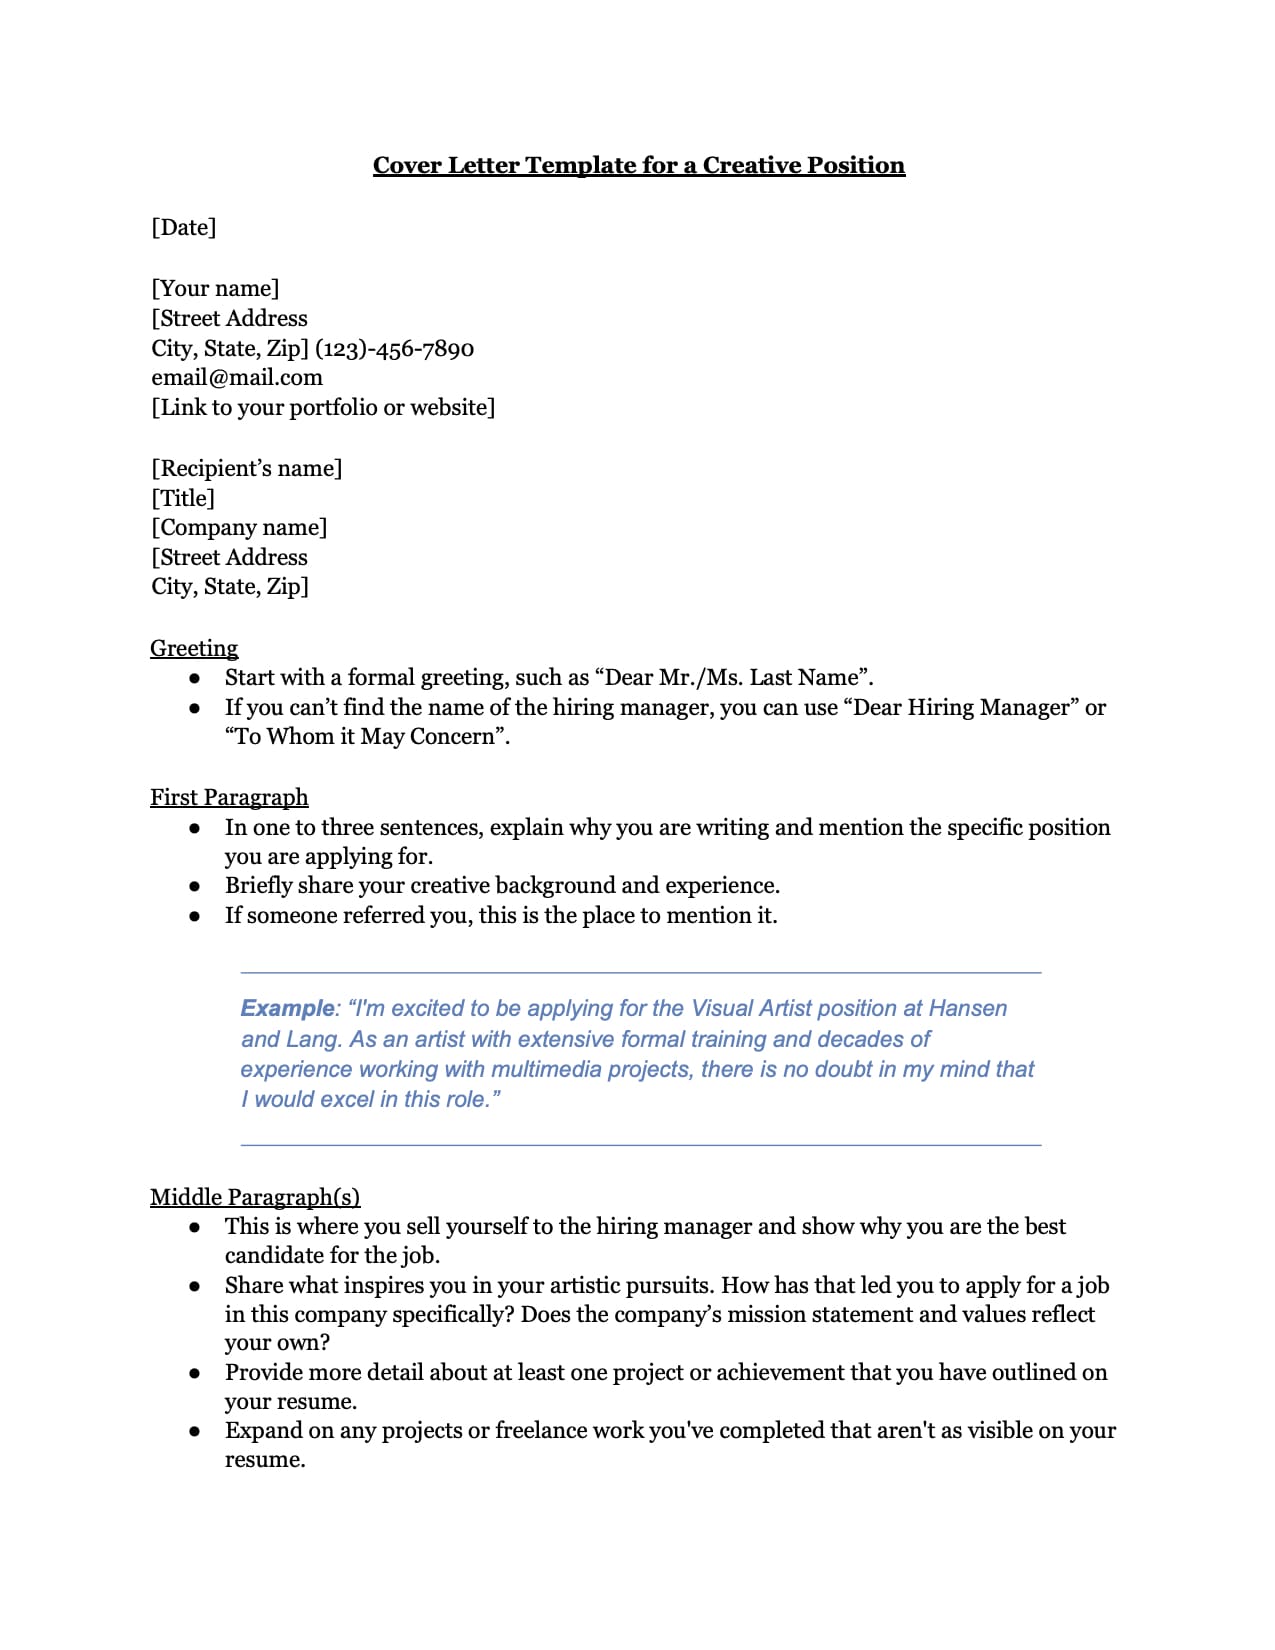 Cover Letter Template for a Creative Position
[Date]
[Your name]
[Street Address
City, State, Zip] (123)-456-7890
email@mail.com
[Link to your portfolio or website]
[Recipient’s name]
[Title]
[Company name]
[Street Address
City, State, Zip]
Greeting
● Start with a formal greeting, such as “Dear Mr./Ms. Last Name”.
● If you can’t find the name of the hiring manager, you can use “Dear Hiring Manager” or
“To Whom it May Concern”.
First Paragraph
● In one to three sentences, explain why you are writing and mention the specific position
you are applying for.
● Briefly share your creative background and experience.
● If someone referred you, this is the place to mention it.
Example: “I'm excited to be applying for the Visual Artist position at Hansen
and Lang. As an artist with extensive formal training and decades of
experience working with multimedia projects, there is no doubt in my mind that
I would excel in this role.”
Middle Paragraph(s)
● This is where you sell yourself to the hiring manager and show why you are the best
candidate for the job.
● Share what inspires you in your artistic pursuits. How has that led you to apply for a job
in this company specifically? Does the company’s mission statement and values reflect
your own?
● Provide more detail about at least one project or achievement that you have outlined on
your resume.
● Expand on any projects or freelance work you've completed that aren't as visible on your
resume.